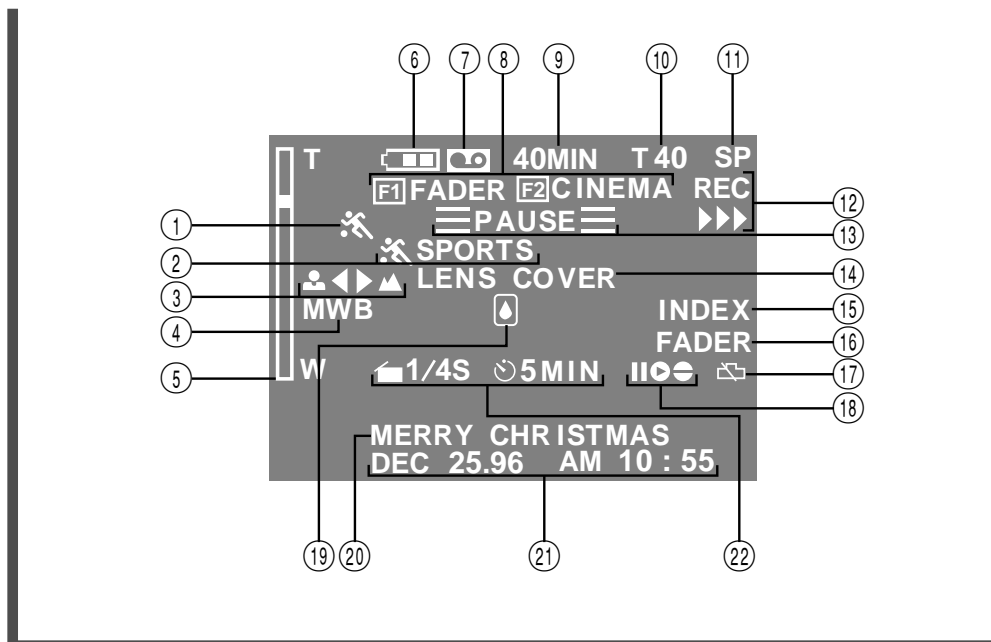 6 7 8 9 10 11
T 40MIN T 40 SP
F1 FADER F2 CINEMA REC
12
PAUSE
13
1
SPORTS
2
LENS COVER
14
3
MWB INDEX
15
4
FADER
16
W 1/4S 5MIN
5
17
18
MERRY CHRISTMAS
DEC 25.96 AM 10 : 55
19 20 21 22